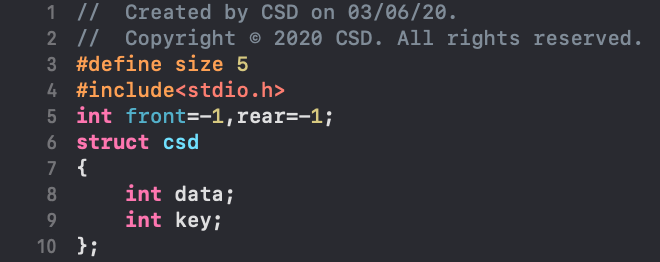 1 //  Created by CSD on 03/06/20.
2 //  Copyright © 2020 CSD. All rights reserved.
3 #define size 5
4 #include<stdio.h>
5 int front=-1,rear=-1;
6 struct csd
7 {
8     int data;
9     int key;
10 };